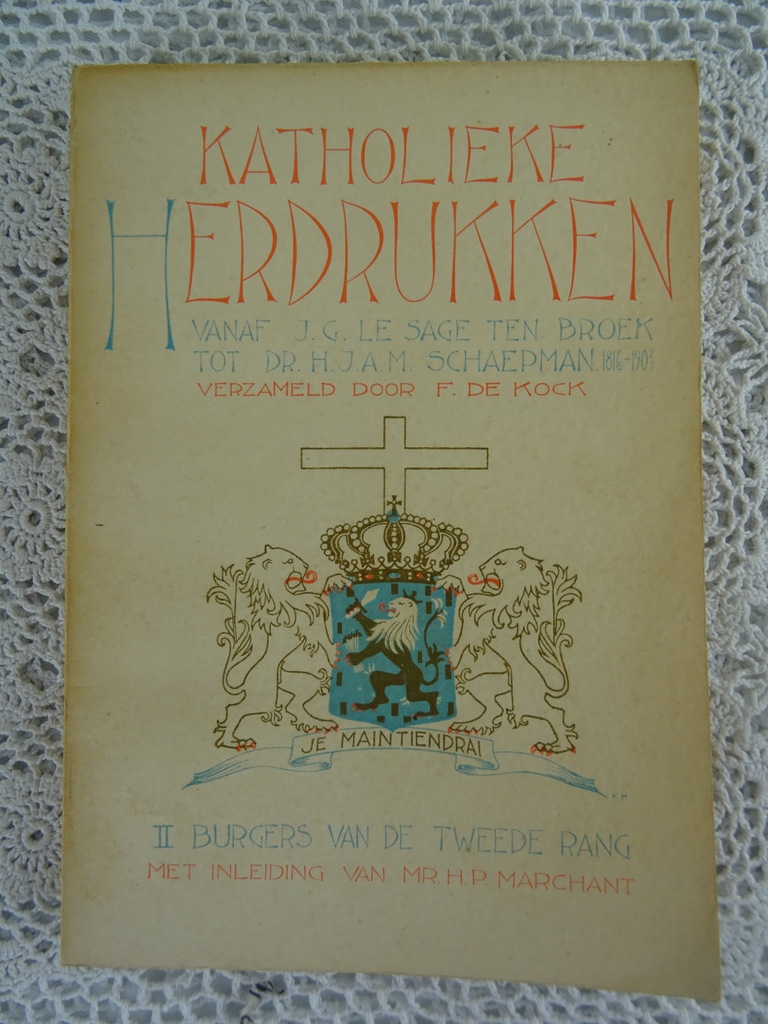 KATHOLIEKE
HERDRUKKEN
VANAF J.G. LE SAGE TEN BROEK
TOT DR. H.J.A.M. SCHAEPMAN. 1816-1903
VERZAMELD DOOR F. DE KOCK
JE MAINTIENDRAI
II BURGERS VAN DE TWEEDE RANG
MET INLEIDING VAN MR. H.P. MARCHANT